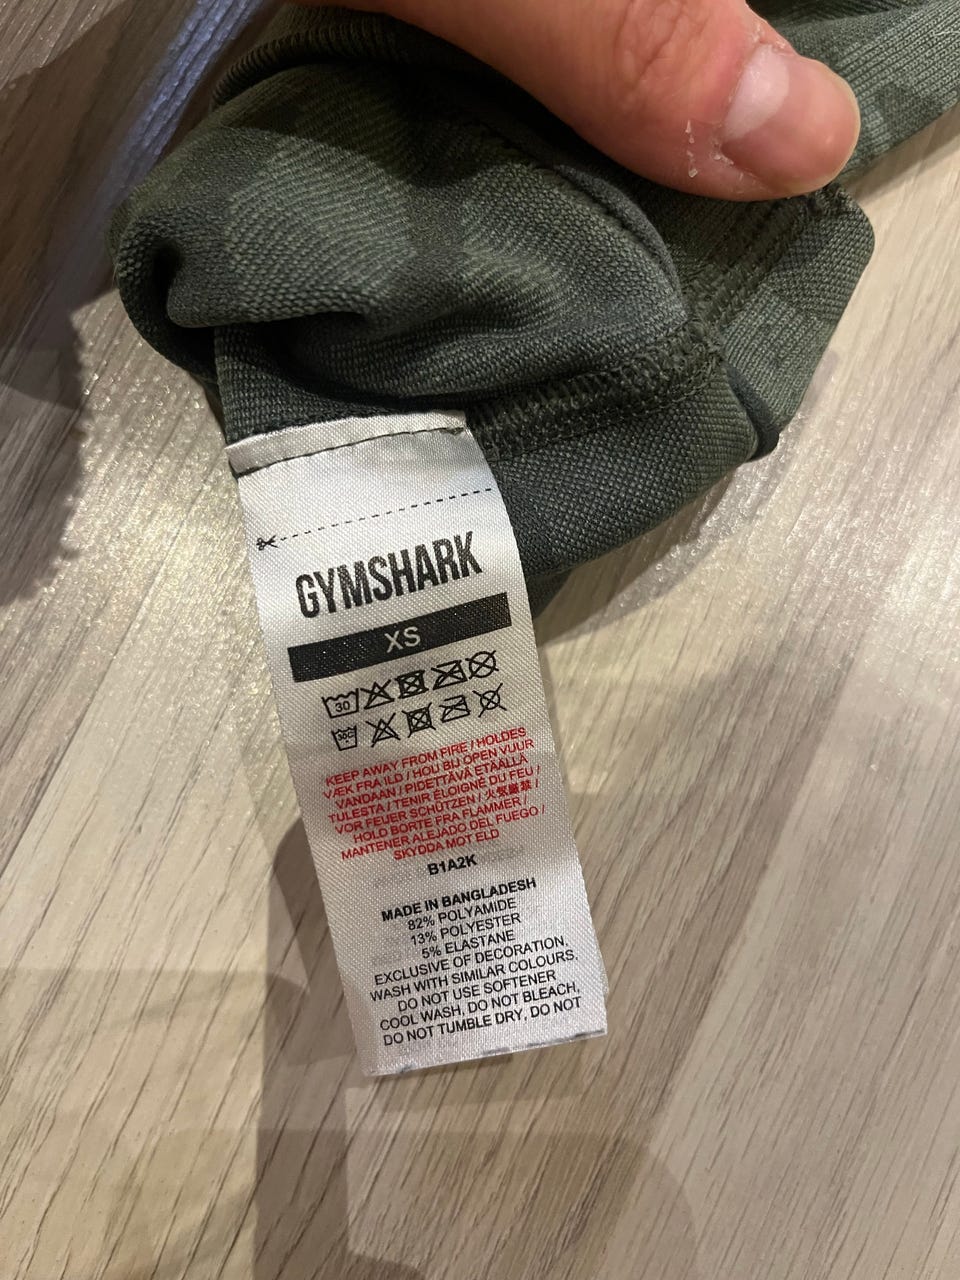 GYMSHARK
XS
30
30C
KEEP AWAY FROM FIRE / HOLDES
VÆK FRA ILD / HOU BIJ OPEN VUUR
VANDAAN / PIDETTÄVÄ ETÄÄLLÄ
TULESTA / TENIR ÉLOIGNÉ DU FEU /
VOR FEUER SCHÜTZEN / 火気厳禁 /
HOLD BORTE FRA FLAMMER /
MANTENER ALEJADO DEL FUEGO /
SKYDDA MOT ELD
B1A2K
MADE IN BANGLADESH
82% POLYAMIDE
13% POLYESTER
5% ELASTANE
EXCLUSIVE OF DECORATION.
WASH WITH SIMILAR COLOURS.
DO NOT USE SOFTENER
COOL WASH, DO NOT BLEACH,
DO NOT TUMBLE DRY, DO NOT